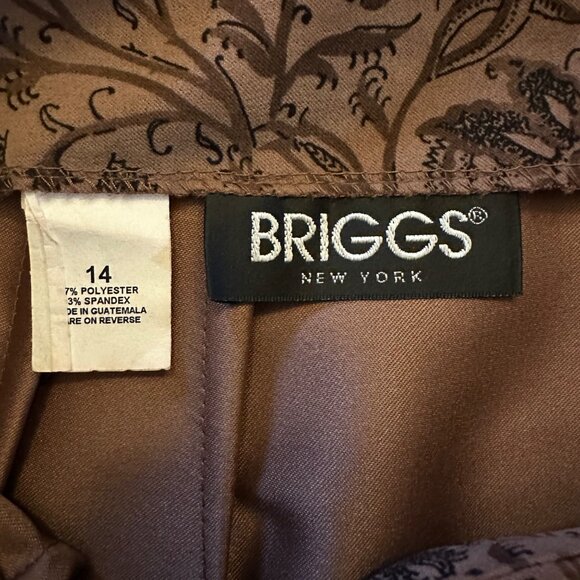 14
7% POLYESTER
3% SPANDEX
DE IN GUATEMALA
ARE ON REVERSE
BRIGGS®
NEW YORK